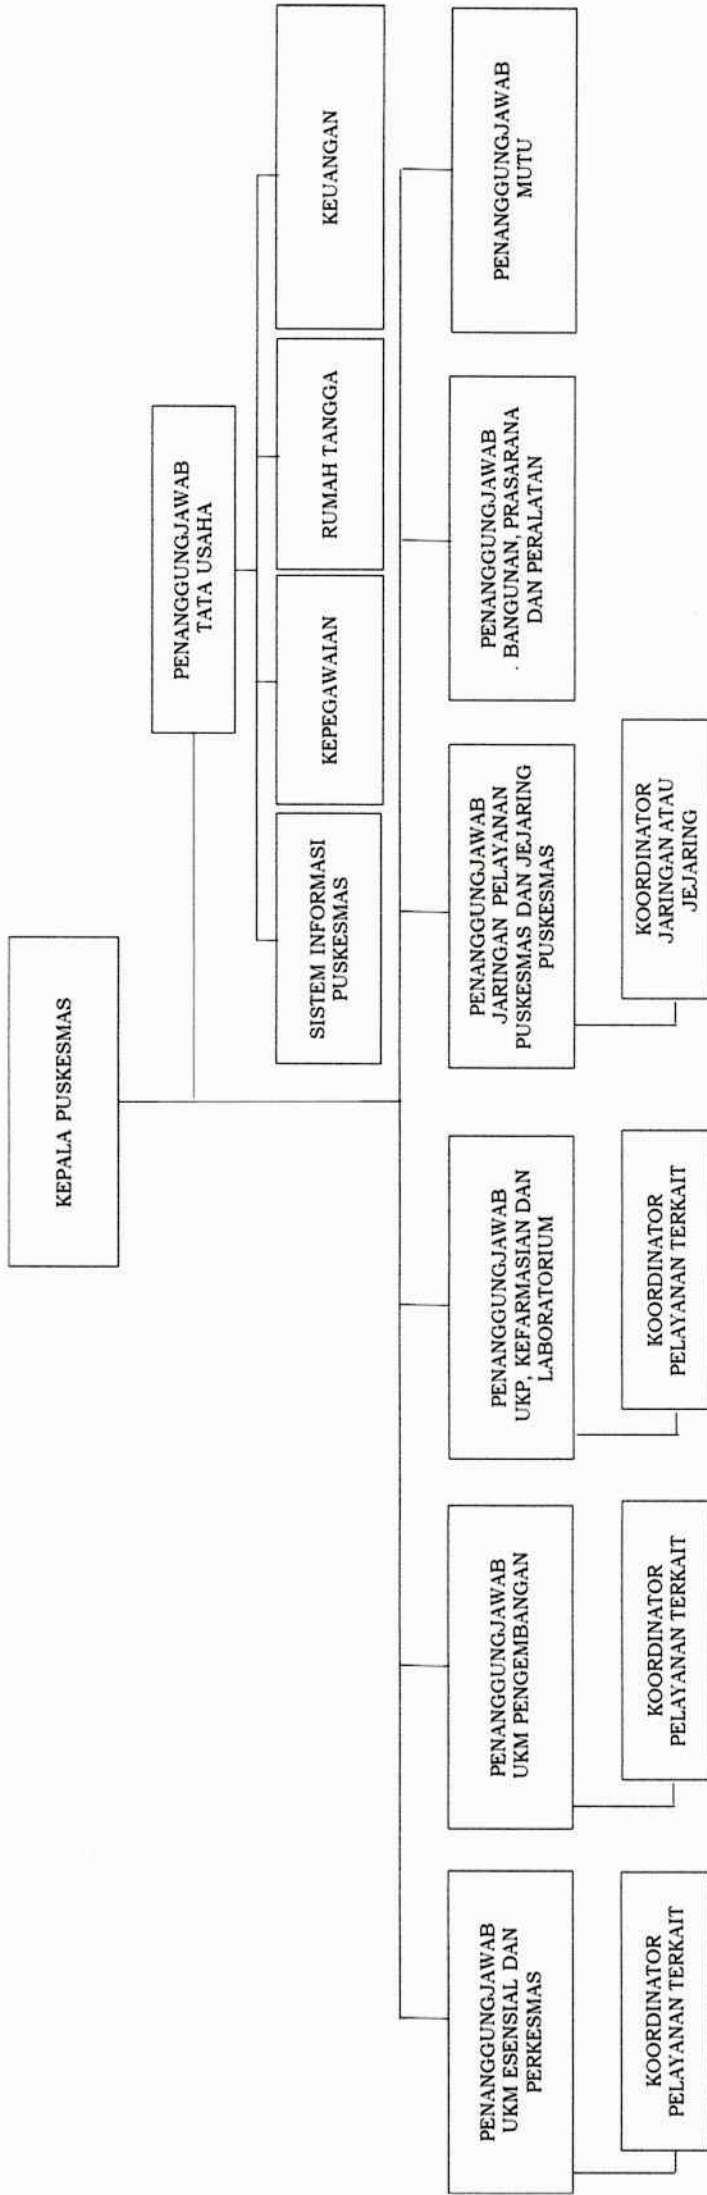 KEPALA PUSKESMAS
PENANGGUNGJAWAB
TATA USAHA
SISTEM INFORMASI
PUSKESMAS
KEPEGAWAIAN
RUMAH TANGGA
KEUANGAN
PENANGGUNGJAWAB
UKM ESENSIAL DAN
PERKESMAS
PENANGGUNGJAWAB
UKM PENGEMBANGAN
PENANGGUNGJAWAB
UKP, KEFARMASIAN DAN
LABORATORIUM
PENANGGUNGJAWAB
JARINGAN PELAYANAN
PUSKESMAS DAN JEJARING
PUSKESMAS
PENANGGUNGJAWAB
BANGUNAN, PRASARANA
DAN PERALATAN
PENANGGUNGJAWAB
MUTU
KOORDINATOR
PELAYANAN TERKAIT
KOORDINATOR
PELAYANAN TERKAIT
KOORDINATOR
PELAYANAN TERKAIT
KOORDINATOR
JARINGAN ATAU
JEJARING